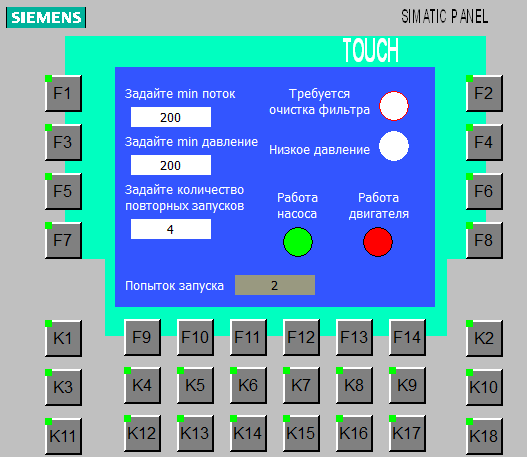 SIEMENS
SIMATIC PANEL
TOUCH
F1
F2
F3
F4
F5
F6
F7
F8
Задайте min поток
200
Задайте min давление
200
Задайте количество
повторных запусков
4
Требуется
очистка фильтра
Низкое давление
Работа
насоса
Работа
двигателя
Попыток запуска
2
K1
F9
F10
F11
F12
F13
F14
K2
K3
K4
K5
K6
K7
K8
K9
K10
K11
K12
K13
K14
K15
K16
K17
K18